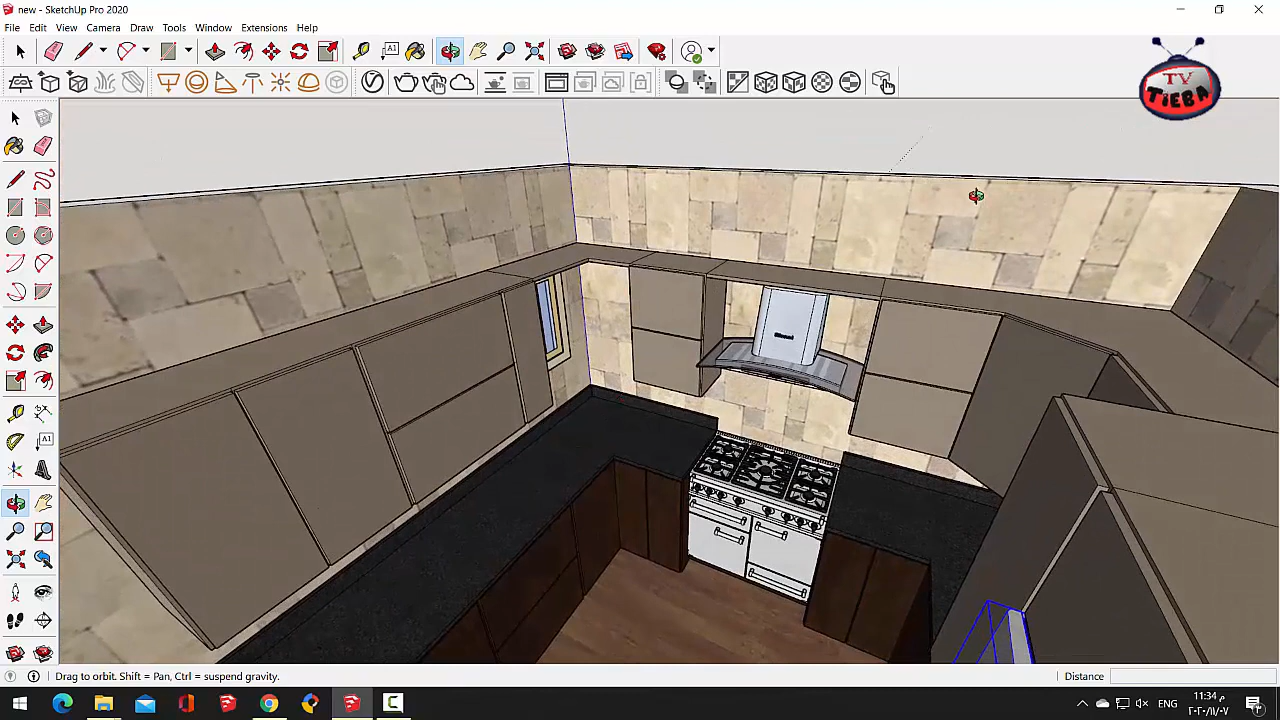 new - SketchUp Pro 2020
File Edit View Camera Draw Tools Window Extensions Help
TV
TiEBA
Drag to orbit. Shift = Pan, Ctrl = suspend gravity.
Distance
ENG
11:34 م